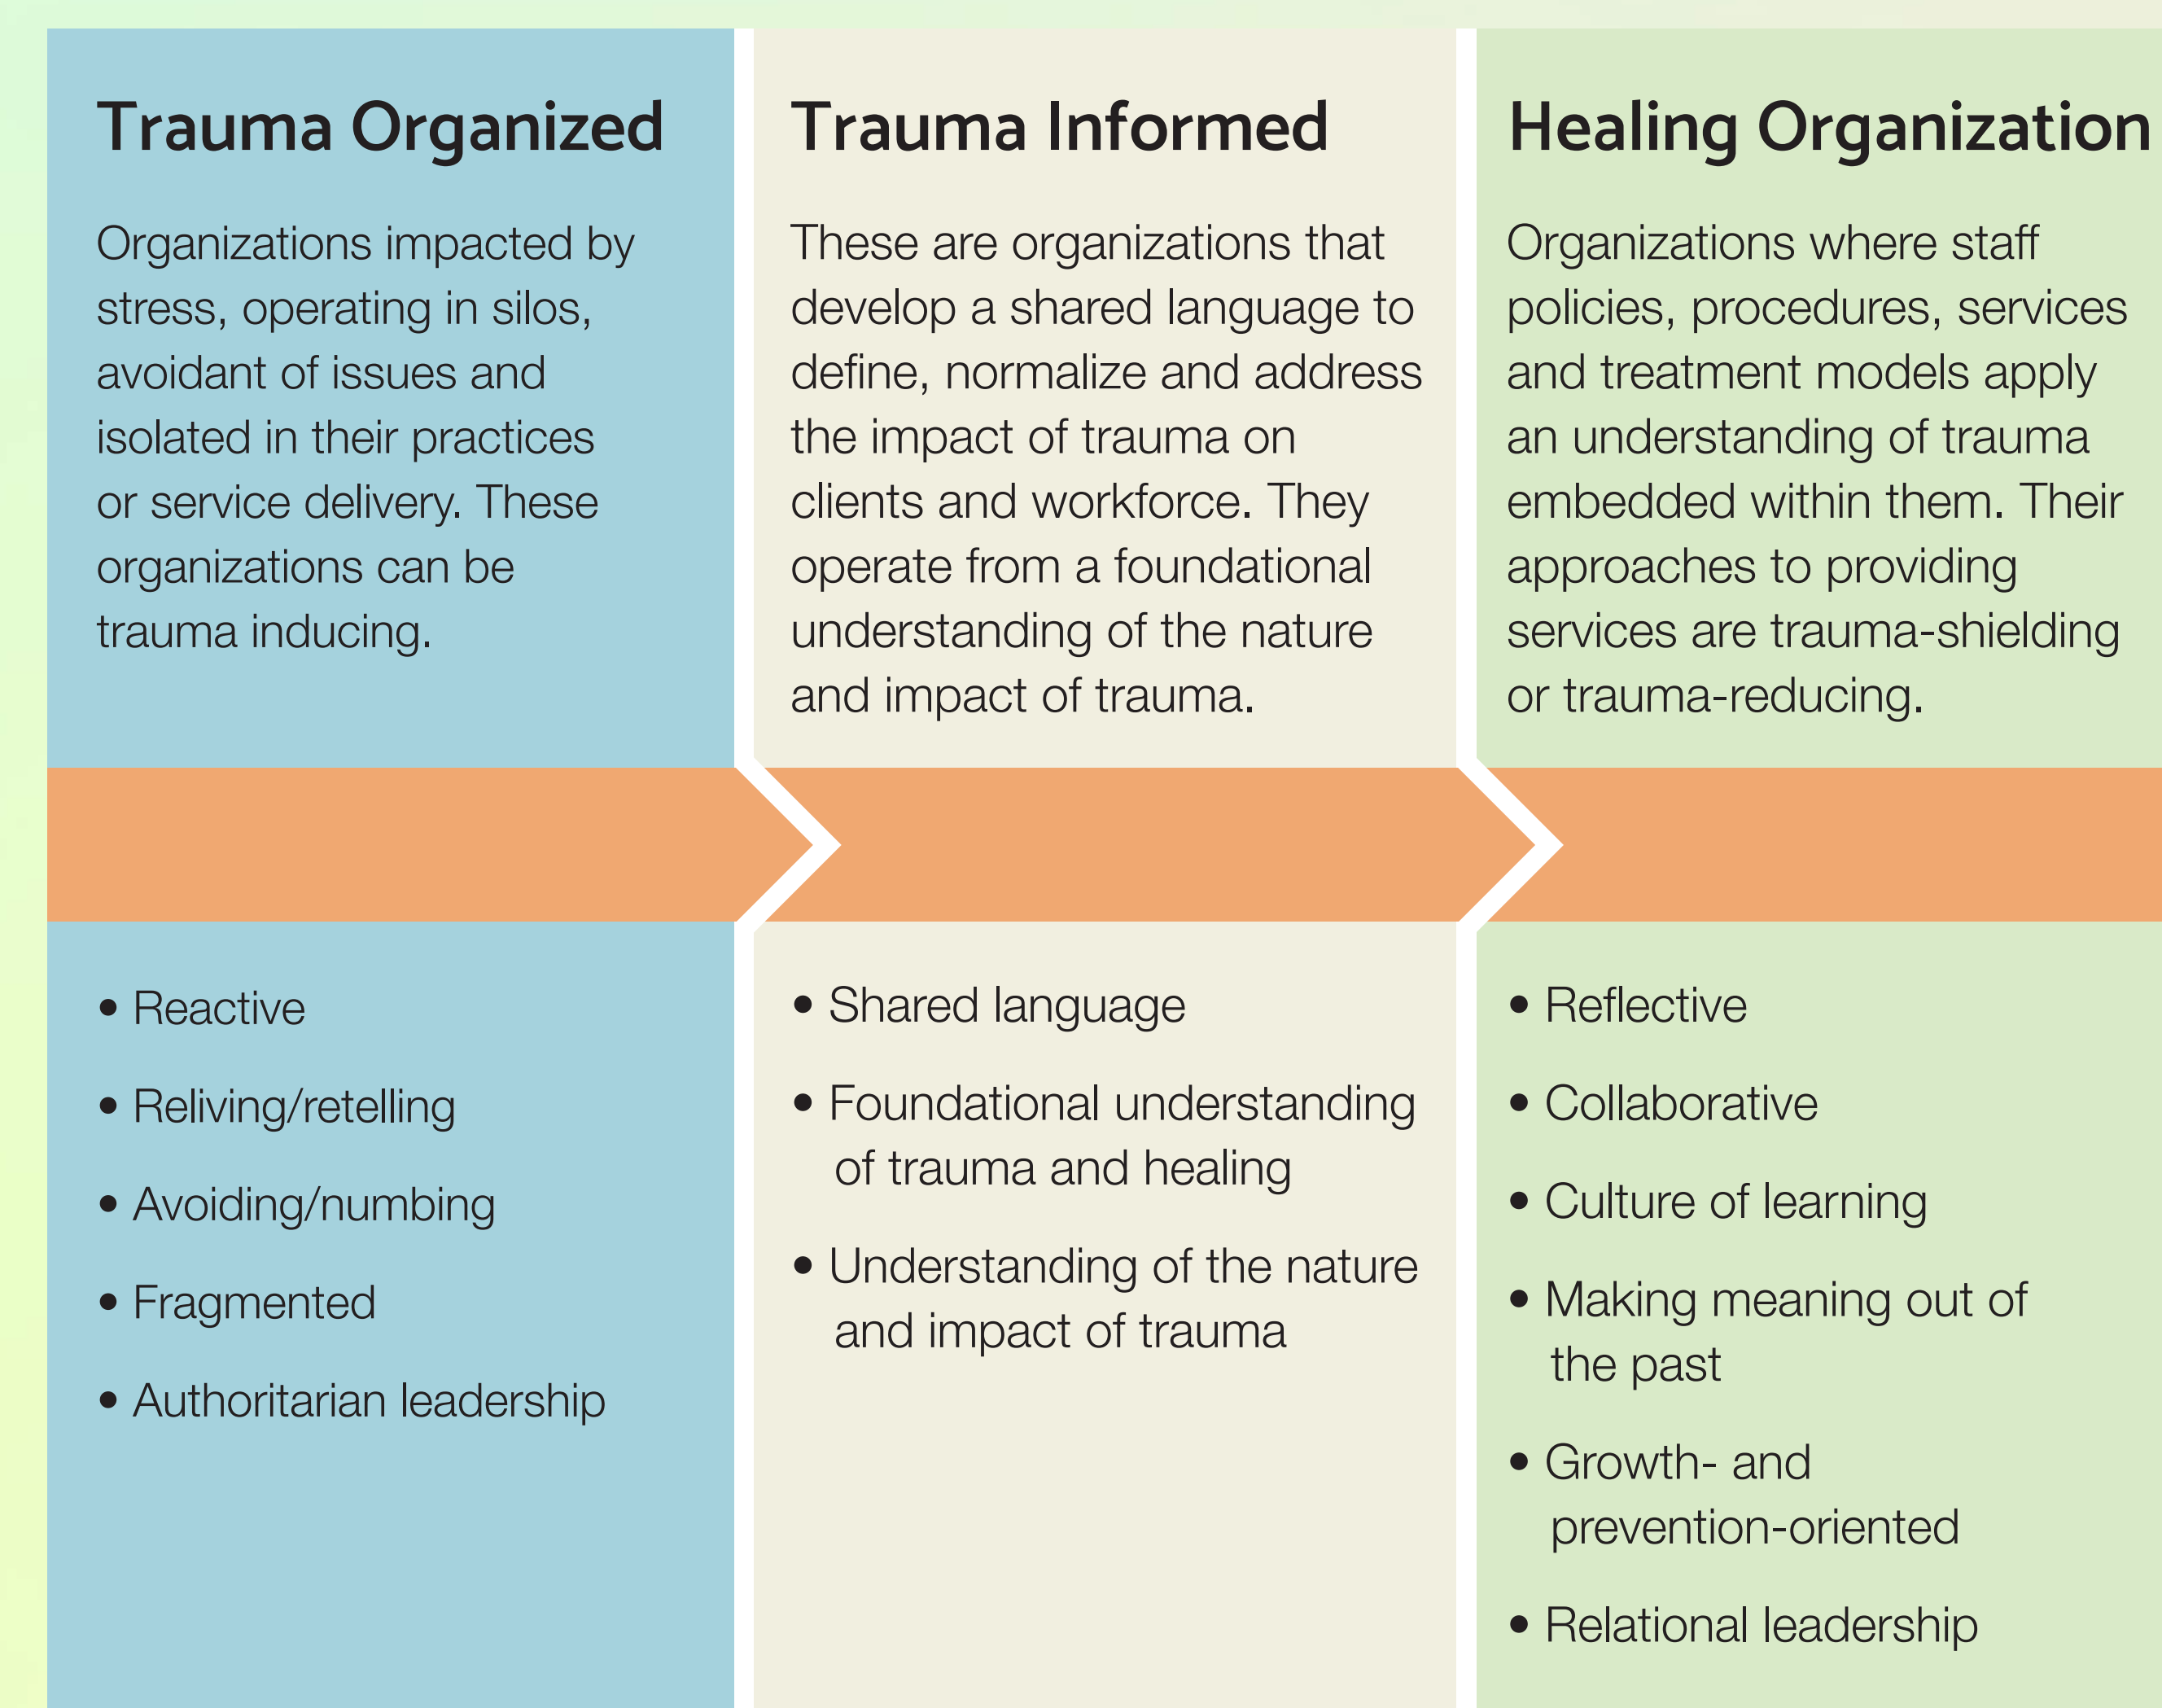 Trauma Organized
Organizations impacted by
stress, operating in silos,
avoidant of issues and
isolated in their practices
or service delivery. These
organizations can be
trauma inducing.
• Reactive
• Reliving/retelling
• Avoiding/numbing
• Fragmented
• Authoritarian leadership
Trauma Informed
These are organizations that
develop a shared language to
define, normalize and address
the impact of trauma on
clients and workforce. They
operate from a foundational
understanding of the nature
and impact of trauma.
• Shared language
• Foundational understanding
of trauma and healing
• Understanding of the nature
and impact of trauma
Healing Organization
Organizations where staff
policies, procedures, services
and treatment models apply
an understanding of trauma
embedded within them. Their
approaches to providing
services are trauma-shielding
or trauma-reducing.
• Reflective
• Collaborative
• Culture of learning
• Making meaning out of
the past
• Growth- and
prevention-oriented
• Relational leadership